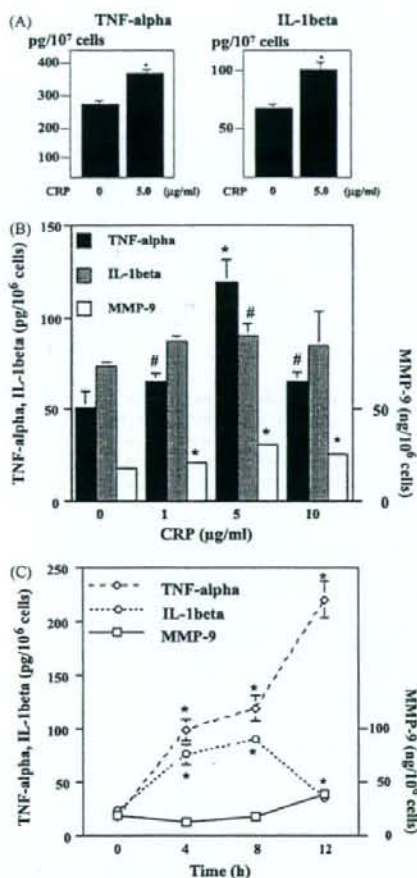 (A) TNF-alpha IL-1beta
pg/10⁷ cells pg/10⁷ cells
400
300
200
100
100
50
*
*
CRP 0 5.0 (μg/ml) CRP 0 5.0 (μg/ml)
(B)
TNF-alpha, IL-1beta (pg/10⁶ cells)
150
100
50
0
TNF-alpha
IL-1beta
MMP-9
# * * # * # *
MMP-9 (ng/10⁶ cells)
50
0
0 1 5 10
CRP (μg/ml)
(C)
TNF-alpha, IL-1beta (pg/10⁶ cells)
250
200
150
100
50
0
TNF-alpha
IL-1beta
MMP-9
* * * * * *
MMP-9 (ng/10⁶ cells)
100
50
0
0 4 8 12
Time (h)